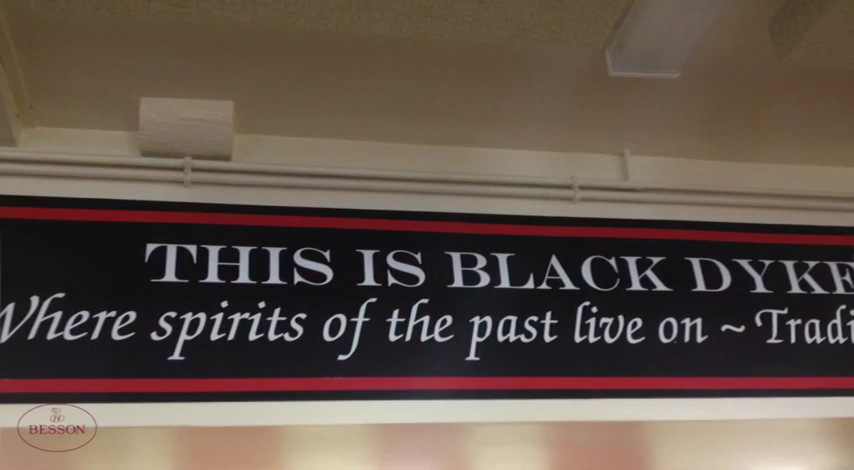 THIS IS BLACK DYKE
Where spirits of the past live on ~ Tradi
BESSON